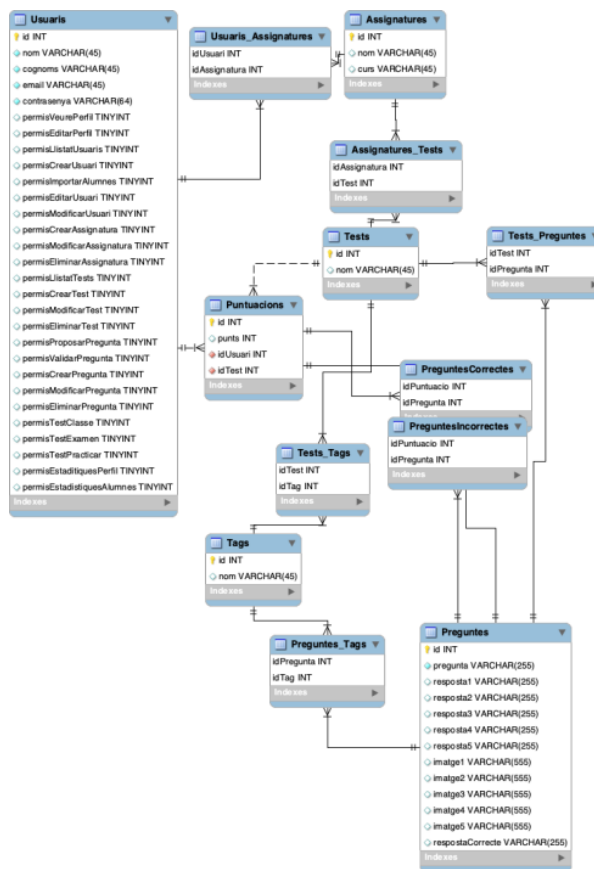 Usuaris
id INT
nom VARCHAR(45)
cognoms VARCHAR(45)
email VARCHAR(45)
contrasenya VARCHAR(64)
permisVeurePerfil TINYINT
permisEditarPerfil TINYINT
permisLlistatUsuaris TINYINT
permisCrearUsuari TINYINT
permisImportarAlumnes TINYINT
permisEditarUsuari TINYINT
permisModificarUsuari TINYINT
permisCrearAssignatura TINYINT
permisModificarAssignatura TINYINT
permisEliminarAssignatura TINYINT
permisLlistatTests TINYINT
permisCrearTest TINYINT
permisModificarTest TINYINT
permisEliminarTest TINYINT
permisProposarPregunta TINYINT
permisValidarPregunta TINYINT
permisCrearPregunta TINYINT
permisModificarPregunta TINYINT
permisEliminarPregunta TINYINT
permisTestClasse TINYINT
permisTestExamen TINYINT
permisTestPracticar TINYINT
permisEstaditiquesPerfil TINYINT
permisEstadistiquesAlumnes TINYINT
Indexes
Usuaris_Assignatures
idUsuari INT
idAssignatura INT
Indexes
Assignatures
id INT
nom VARCHAR(45)
curs VARCHAR(45)
Indexes
Assignatures_Tests
idAssignatura INT
idTest INT
Indexes
Tests
id INT
nom VARCHAR(45)
Indexes
Tests_Preguntes
idTest INT
idPregunta INT
Indexes
Puntuacions
id INT
punts INT
idUsuari INT
idTest INT
Indexes
PreguntesCorrectes
idPuntuacio INT
idPregunta INT
PreguntesIncorrectes
idPuntuacio INT
idPregunta INT
Indexes
Tests_Tags
idTest INT
idTag INT
Indexes
Tags
id INT
nom VARCHAR(45)
Indexes
Preguntes_Tags
idPregunta INT
idTag INT
Indexes
Preguntes
id INT
pregunta VARCHAR(255)
resposta1 VARCHAR(255)
resposta2 VARCHAR(255)
resposta3 VARCHAR(255)
resposta4 VARCHAR(255)
resposta5 VARCHAR(255)
imatge1 VARCHAR(555)
imatge2 VARCHAR(555)
imatge3 VARCHAR(555)
imatge4 VARCHAR(555)
imatge5 VARCHAR(555)
respostaCorrecte VARCHAR(255)
Indexes